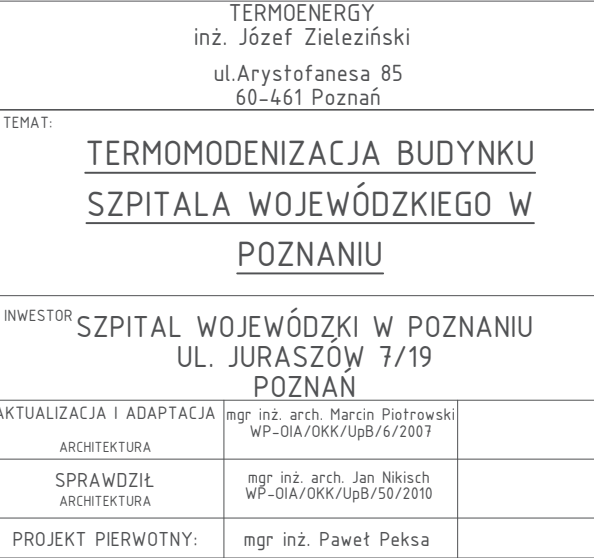 TERMOENERGY
inż. Józef Zieleziński
ul.Arystofanesa 85
60-461 Poznań
TEMAT:
TERMOMODENIZACJA BUDYNKU
SZPITALA WOJEWÓDZKIEGO W
POZNANIU
INWESTOR
SZPITAL WOJEWÓDZKI W POZNANIU
UL. JURASZÓW 7/19
POZNAŃ
AKTUALIZACJA I ADAPTACJA
ARCHITEKTURA
mgr inż. arch. Marcin Piotrowski
WP-OIA/OKK/UpB/6/2007
SPRAWDZIŁ
ARCHITEKTURA
mgr inż. arch. Jan Nikisch
WP-OIA/OKK/UpB/50/2010
PROJEKT PIERWOTNY:
mgr inż. Paweł Peksa